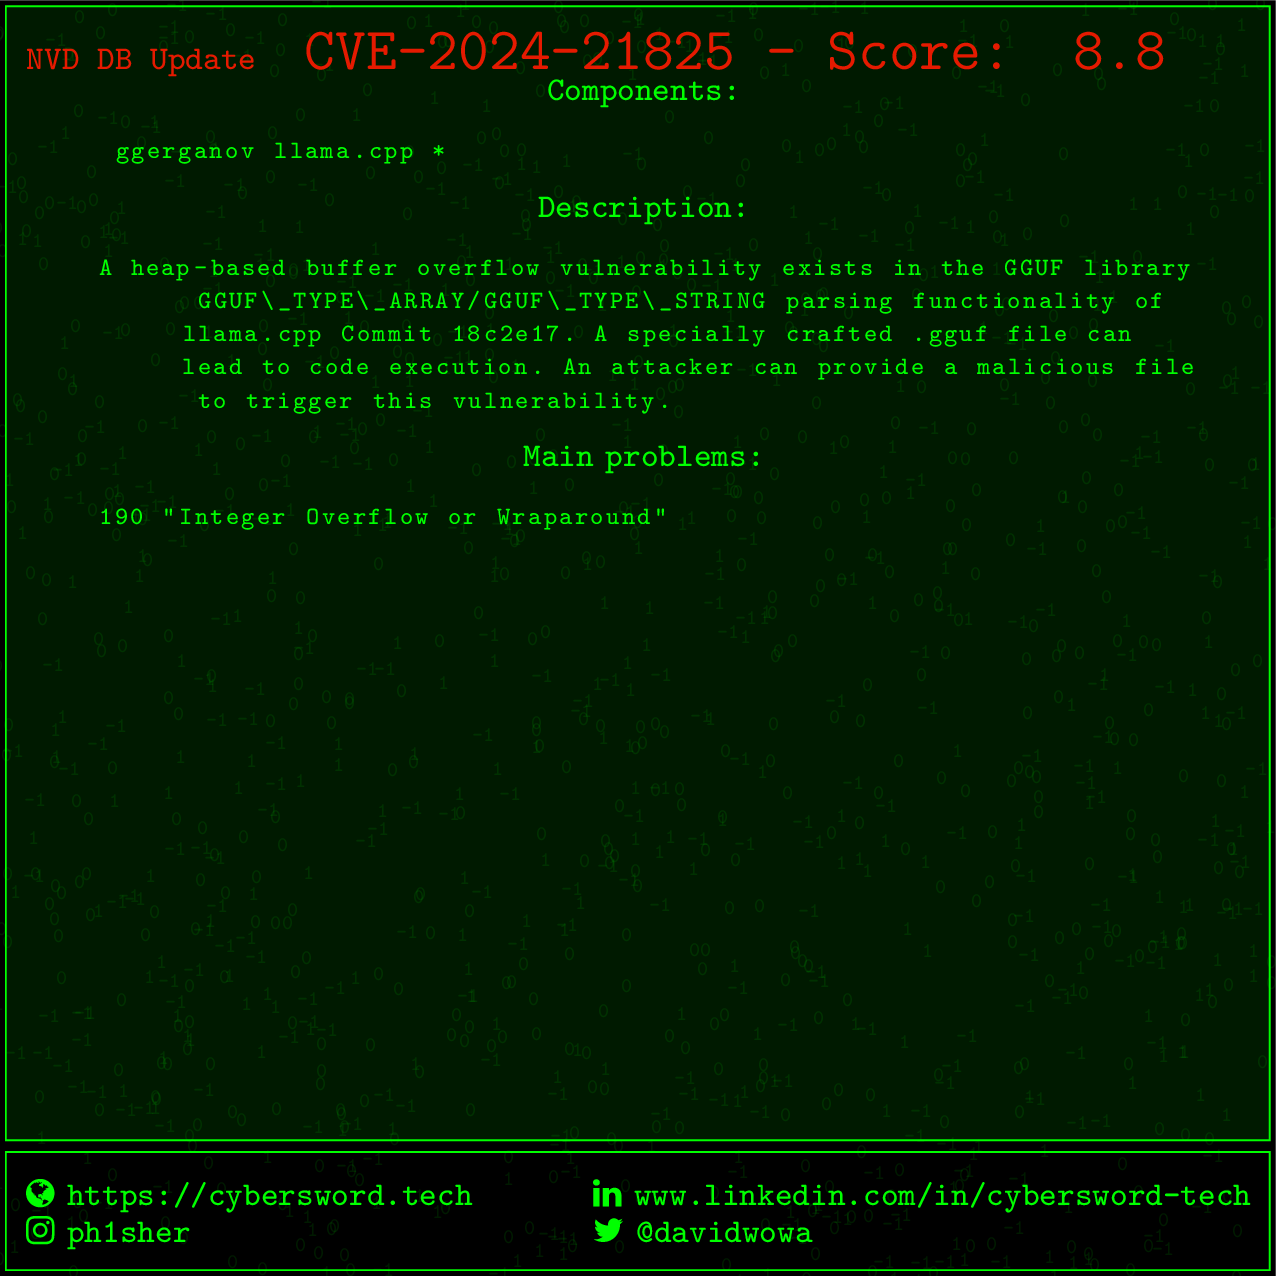 NVD DB Update CVE-2024-21825 - Score: 8.8
Components:
ggerganov llama.cpp *
Description:
A heap-based buffer overflow vulnerability exists in the GGUF library
GGUF\_TYPE\_ARRAY/GGUF\_TYPE\_STRING parsing functionality of
llama.cpp Commit 18c2e17. A specially crafted .gguf file can
lead to code execution. An attacker can provide a malicious file
to trigger this vulnerability.
Main problems:
190 "Integer Overflow or Wraparound"
https://cybersword.tech www.linkedin.com/in/cybersword-tech
ph1sher @davidwowa